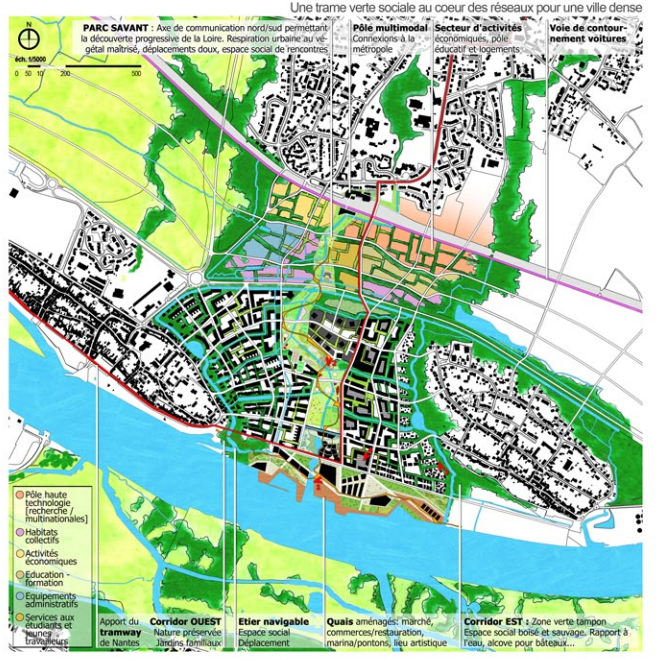 Une trame verte sociale au coeur des réseaux pour une ville dense
PARC SAVANT : Axe de communication nord/sud permettant
la découverte progressive de la Loire. Respiration urbaine au vé-
gétal maîtrisé, déplacements doux, espace social de rencontres
Pôle multimodal
Connexions à la
métropole
Secteur d'activités
économiques, pôle
éducatif et logements
Voie de contour-
nement voitures
N
éch. 1/5000
0 50 10 200 500
Pôle haute
technologie
[recherche /
multinationales]
Habitats
collectifs
Activités
économiques
Education -
formation
Equipements
administratifs
Services aux
étudiants et
jeunes
travailleurs
Apport du
tramway
de Nantes
Corridor OUEST
Nature préservée
Jardins familiaux
Etier navigable
Espace social
Déplacement
Quais aménagés: marché,
commerces/restauration,
marina/pontons, lieu artistique
Corridor EST : Zone verte tampon
Espace social boisé et sauvage. Rapport à
l'eau, alcove pour bâteaux...